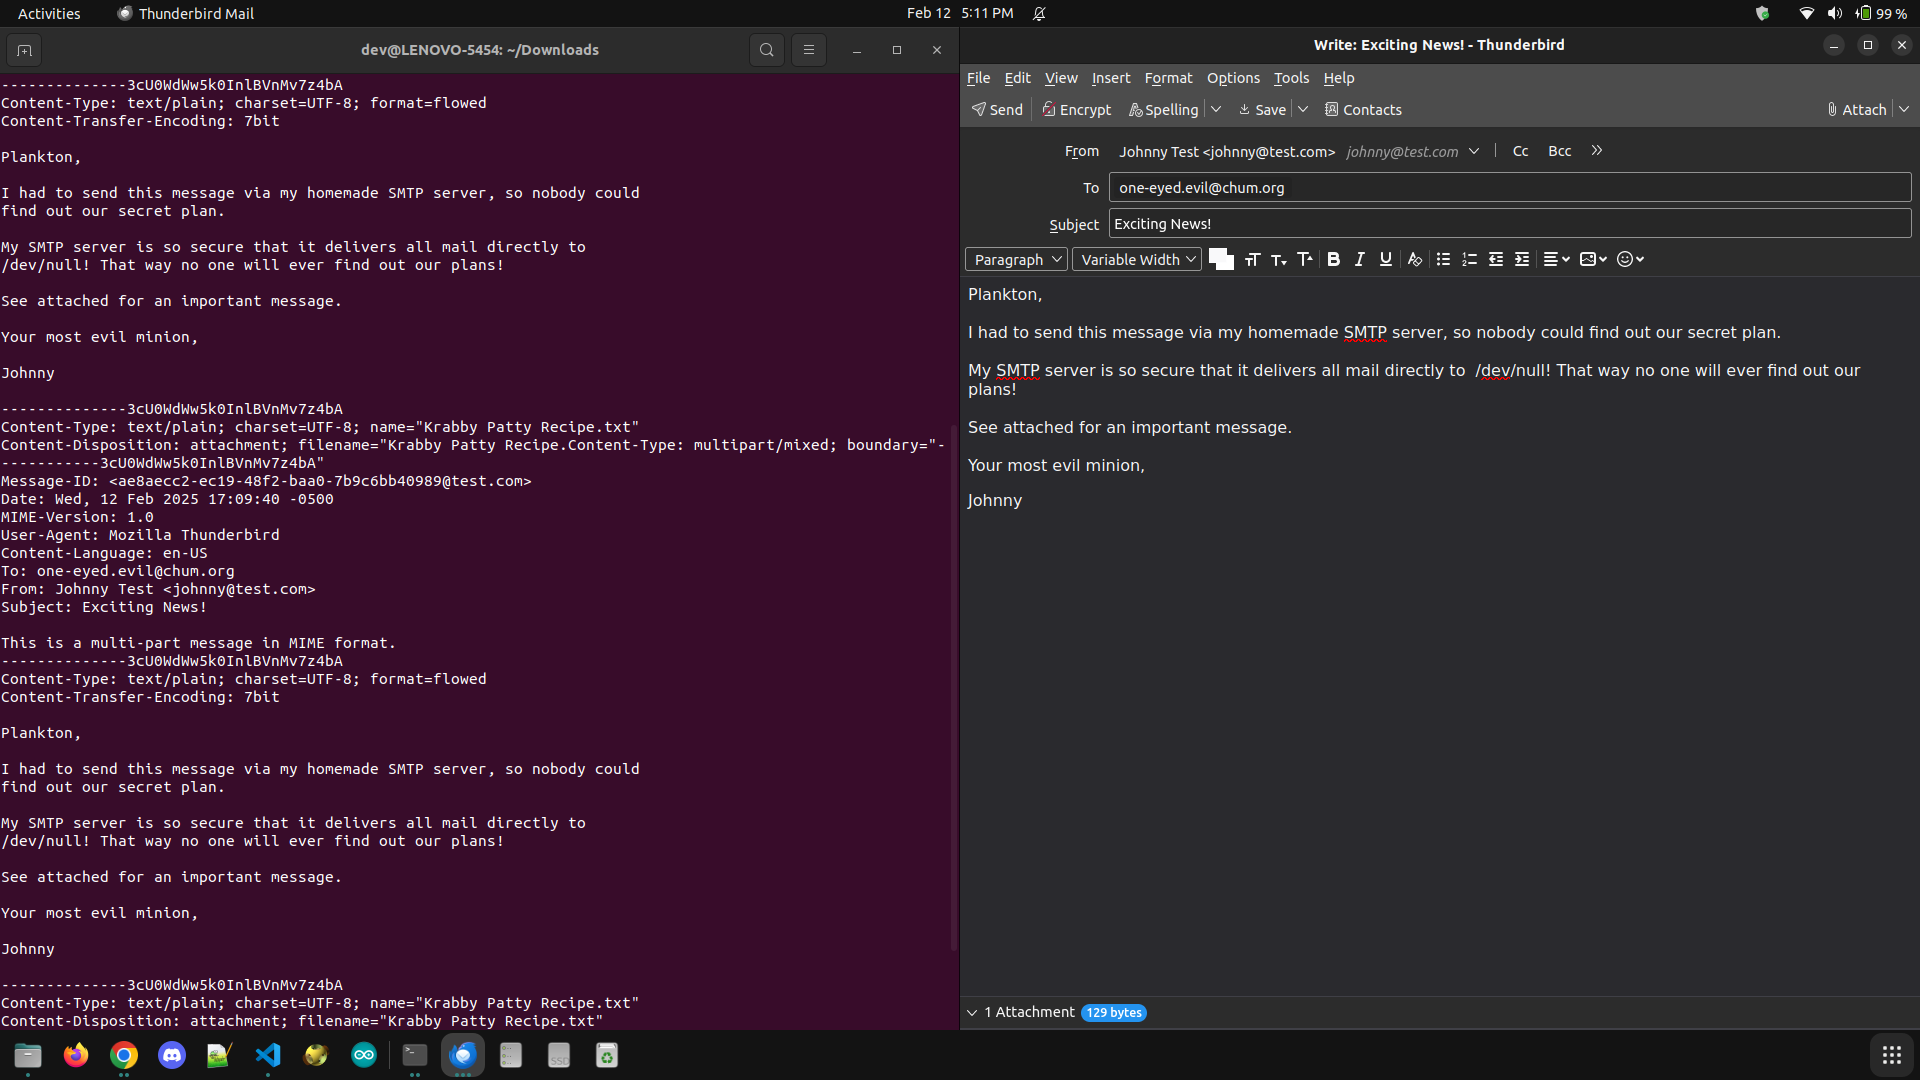 Activities
Thunderbird Mail
Feb 12 5:11 PM
99 %
dev@LENOVO-5454: ~/Downloads
--------------3cU0WdWw5k0InlBVnMv7z4bA
Content-Type: text/plain; charset=UTF-8; format=flowed
Content-Transfer-Encoding: 7bit
Plankton,
I had to send this message via my homemade SMTP server, so nobody could
find out our secret plan.
My SMTP server is so secure that it delivers all mail directly to
/dev/null! That way no one will ever find out our plans!
See attached for an important message.
Your most evil minion,
Johnny
--------------3cU0WdWw5k0InlBVnMv7z4bA
Content-Type: text/plain; charset=UTF-8; name="Krabby Patty Recipe.txt"
Content-Disposition: attachment; filename="Krabby Patty Recipe.Content-Type: multipart/mixed; boundary="-
-----------3cU0WdWw5k0InlBVnMv7z4bA"
Message-ID: <ae8aecc2-ec19-48f2-baa0-7b9c6bb40989@test.com>
Date: Wed, 12 Feb 2025 17:09:40 -0500
MIME-Version: 1.0
User-Agent: Mozilla Thunderbird
Content-Language: en-US
To: one-eyed.evil@chum.org
From: Johnny Test <johnny@test.com>
Subject: Exciting News!
This is a multi-part message in MIME format.
--------------3cU0WdWw5k0InlBVnMv7z4bA
Content-Type: text/plain; charset=UTF-8; format=flowed
Content-Transfer-Encoding: 7bit
Plankton,
I had to send this message via my homemade SMTP server, so nobody could
find out our secret plan.
My SMTP server is so secure that it delivers all mail directly to
/dev/null! That way no one will ever find out our plans!
See attached for an important message.
Your most evil minion,
Johnny
--------------3cU0WdWw5k0InlBVnMv7z4bA
Content-Type: text/plain; charset=UTF-8; name="Krabby Patty Recipe.txt"
Content-Disposition: attachment; filename="Krabby Patty Recipe.txt"
Write: Exciting News! - Thunderbird
File Edit View Insert Format Options Tools Help
Send Encrypt Spelling Save Contacts Attach
From Johnny Test <johnny@test.com> johnny@test.com Cc Bcc
To one-eyed.evil@chum.org
Subject Exciting News!
Paragraph Variable Width
Plankton,
I had to send this message via my homemade SMTP server, so nobody could find out our secret plan.
My SMTP server is so secure that it delivers all mail directly to  /dev/null! That way no one will ever find out our
plans!
See attached for an important message.
Your most evil minion,
Johnny
1 Attachment 129 bytes
SSD